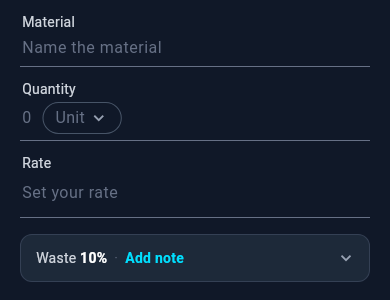 Material
Name the material
Quantity
0 Unit
Rate
Set your rate
Waste 10% · Add note